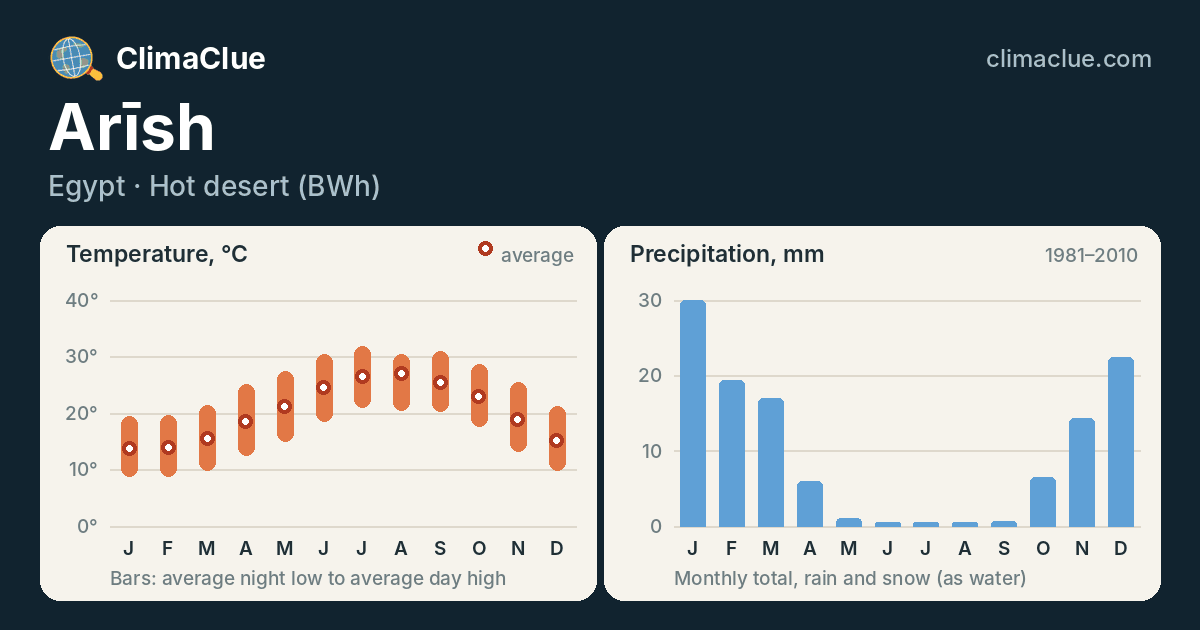 ClimaClue
climaclue.com
Arīsh
Egypt · Hot desert (BWh)
Temperature, °C
average
40°
30°
20°
10°
0°
J F M A M J J A S O N D
Bars: average night low to average day high
Precipitation, mm
1981–2010
30
20
10
0
J F M A M J J A S O N D
Monthly total, rain and snow (as water)